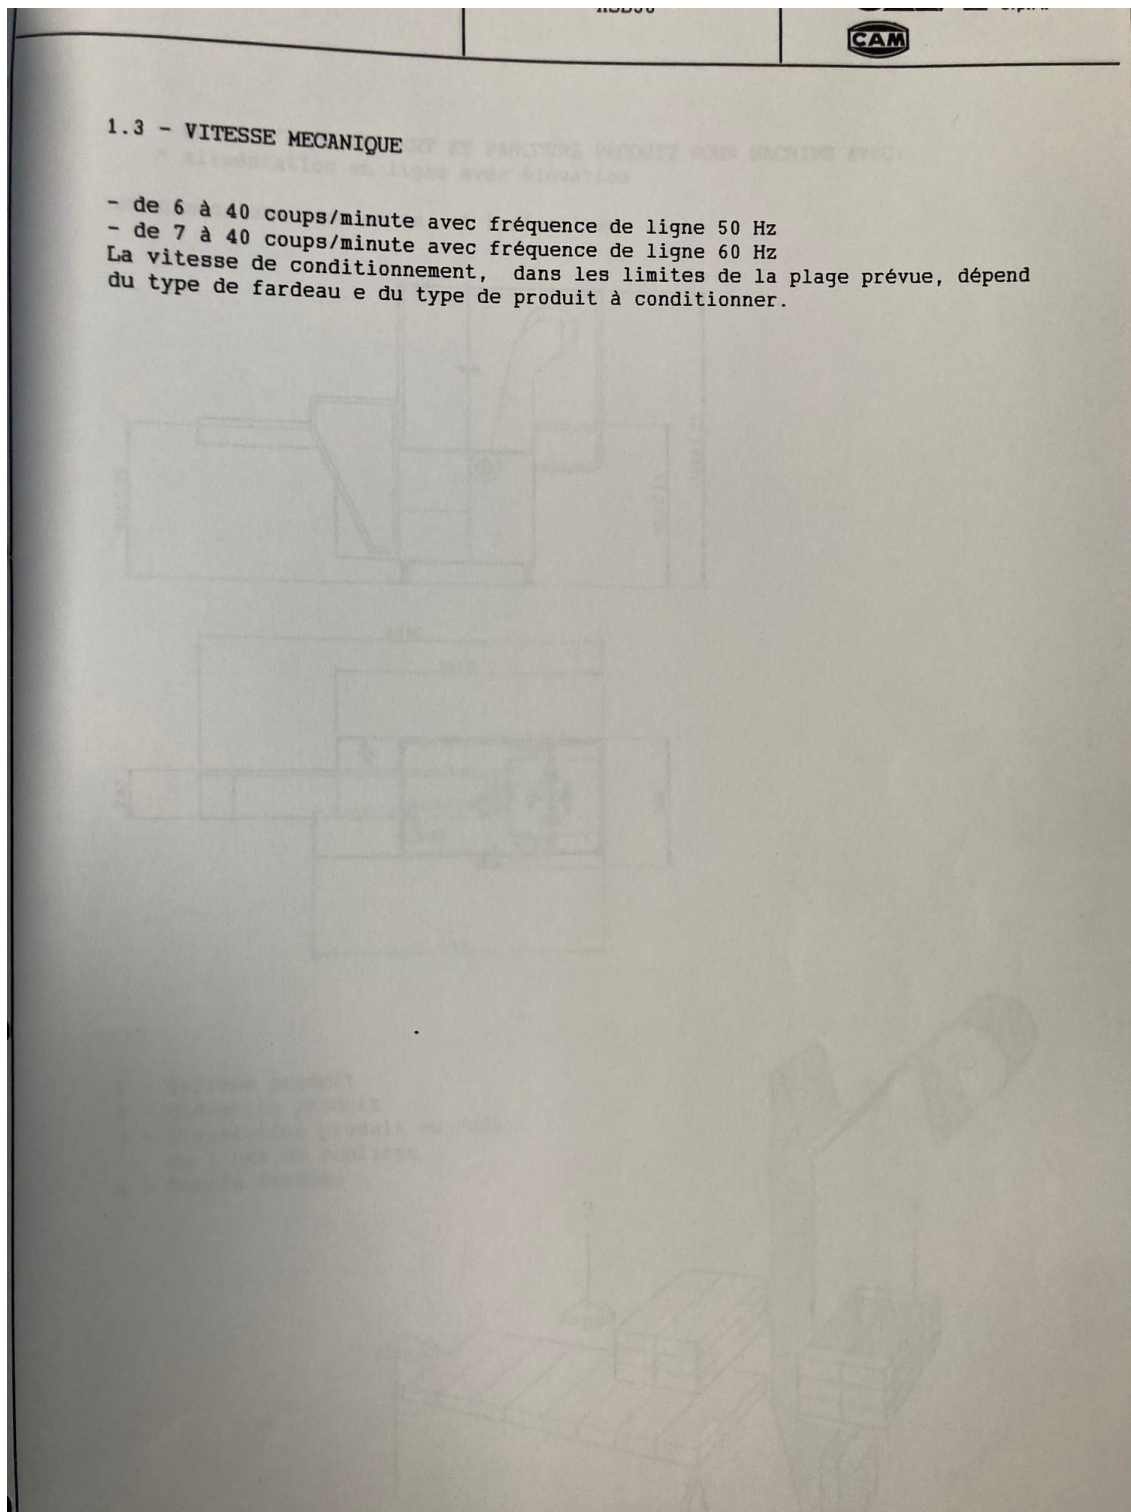 CAM
1.3 - VITESSE MECANIQUE
- de 6 à 40 coups/minute avec fréquence de ligne 50 Hz
- de 7 à 40 coups/minute avec fréquence de ligne 60 Hz
La vitesse de conditionnement, dans les limites de la plage prévue, dépend
du type de fardeau e du type de produit à conditionner.